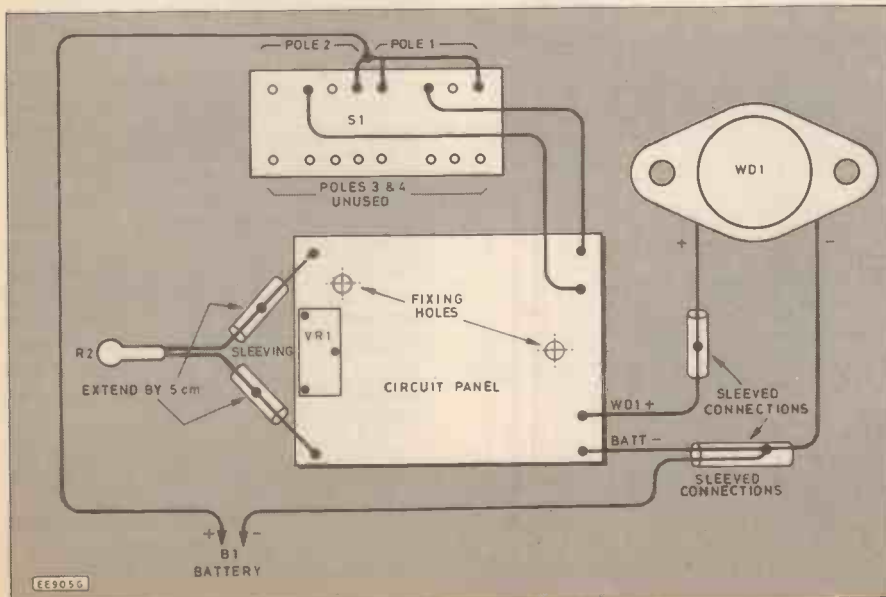 POLE 2 POLE 1
S1
POLES 3 & 4
UNUSED
WD1
+ -
FIXING
HOLES
VR1
SLEEVING
R2
EXTEND BY 5cm
CIRCUIT PANEL
SLEEVED
CONNECTIONS
WD1+
BATT-
SLEEVED
CONNECTIONS
+ -
B1
BATTERY
EE905G